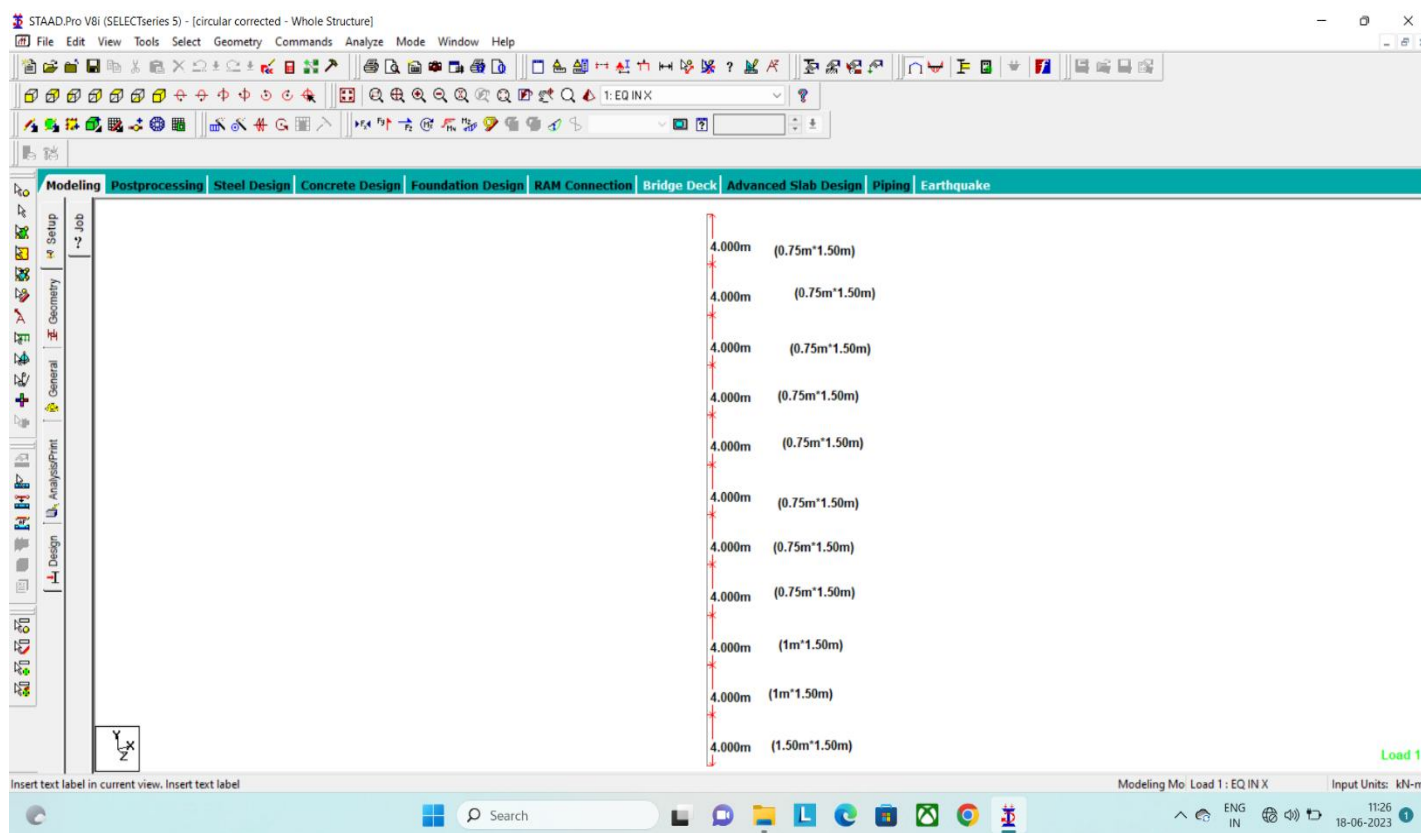 STAAD.Pro V8i (SELECTseries 5) - [circular corrected - Whole Structure]
File Edit View Tools Select Geometry Commands Analyze Mode Window Help
1: EQ IN X
Modeling Postprocessing Steel Design Concrete Design Foundation Design RAM Connection Bridge Deck Advanced Slab Design Piping Earthquake
Setup
Geometry
General
Analysis/Print
Design
Job
4.000m (0.75m*1.50m)
4.000m (0.75m*1.50m)
4.000m (0.75m*1.50m)
4.000m (0.75m*1.50m)
4.000m (0.75m*1.50m)
4.000m (0.75m*1.50m)
4.000m (0.75m*1.50m)
4.000m (0.75m*1.50m)
4.000m (1m*1.50m)
4.000m (1m*1.50m)
4.000m (1.50m*1.50m)
Y
X
Z
Load 1
Insert text label in current view. Insert text label
Modeling Mo Load 1 : EQ IN X Input Units: kN-m
Search
ENG
IN
11:26
18-06-2023
1